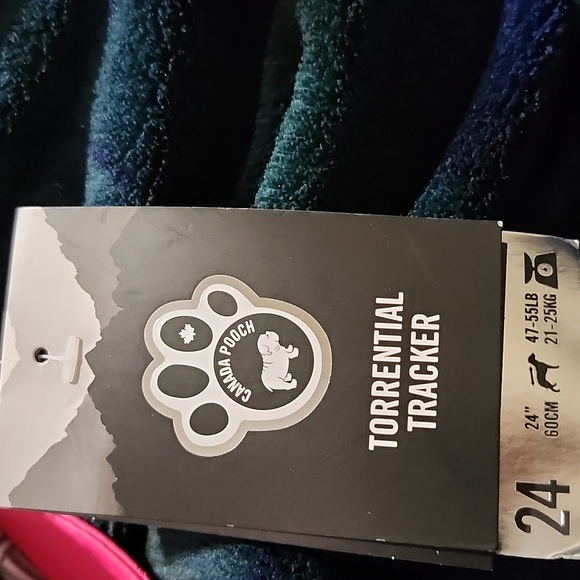 CANADA POOCH
TORRENTIAL
TRACKER
24
24"
60CM
47-55LB
21-25KG